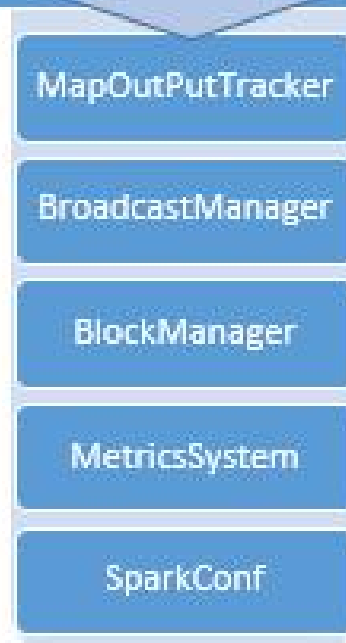 MapOutPutTracker
BroadcastManager
BlockManager
MetricsSystem
SparkConf